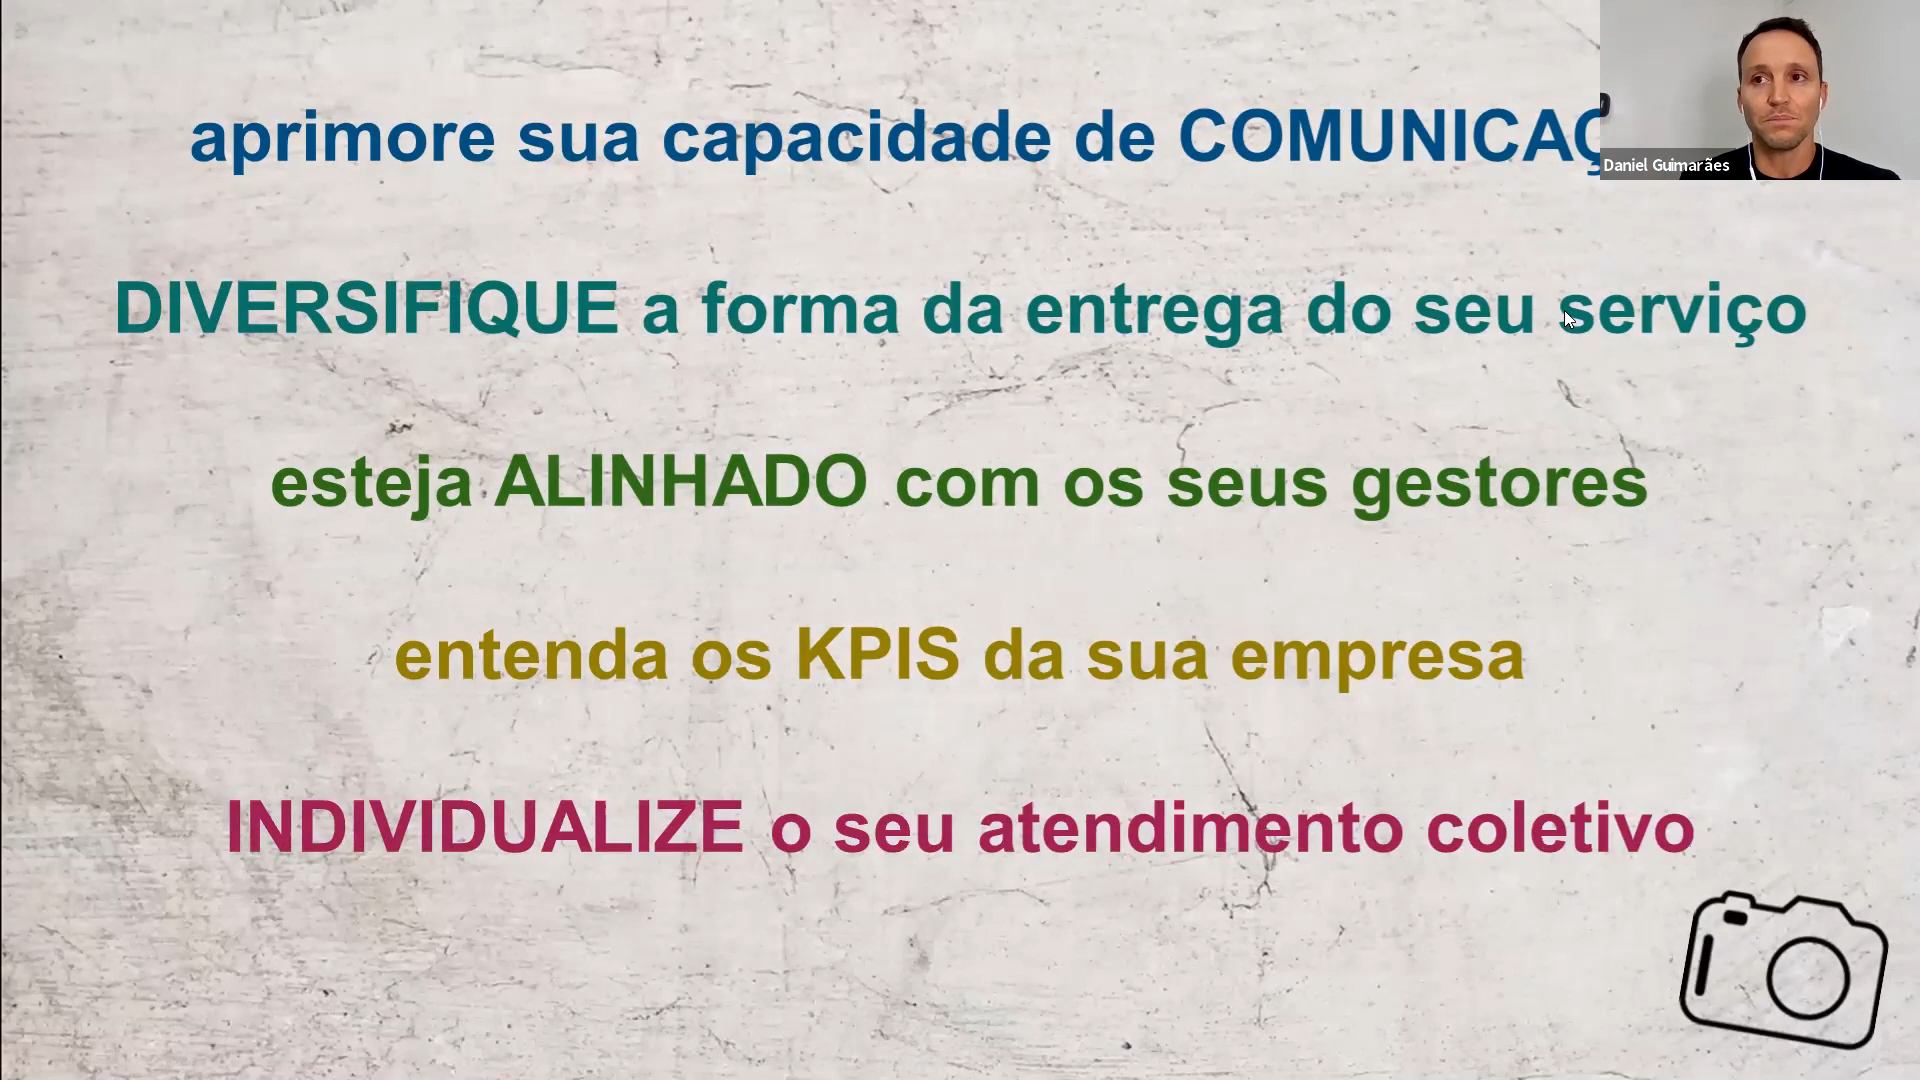 aprimore sua capacidade de COMUNICAÇ
Daniel Guimarães
DIVERSIFIQUE a forma da entrega do seu serviço
esteja ALINHADO com os seus gestores
entenda os KPIS da sua empresa
INDIVIDUALIZE o seu atendimento coletivo